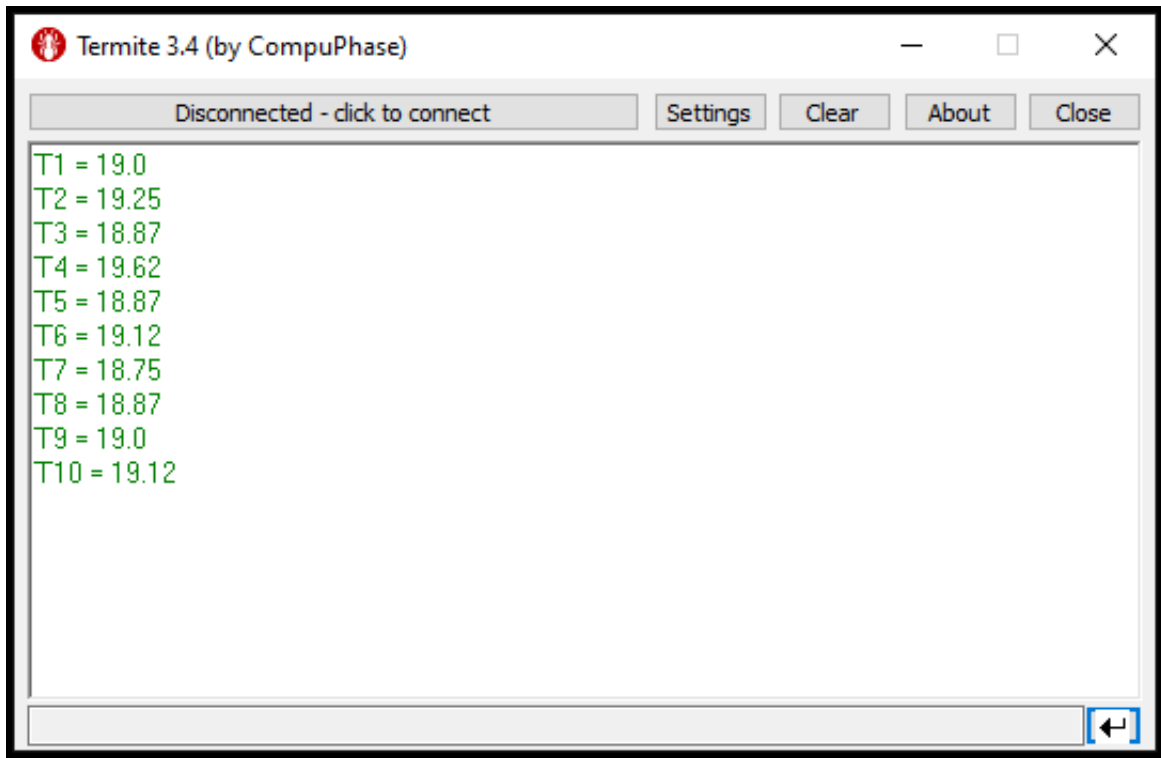 Termite 3.4 (by CompuPhase)
Disconnected - click to connect Settings Clear About Close
T1 = 19.0
T2 = 19.25
T3 = 18.87
T4 = 19.62
T5 = 18.87
T6 = 19.12
T7 = 18.75
T8 = 18.87
T9 = 19.0
T10 = 19.12